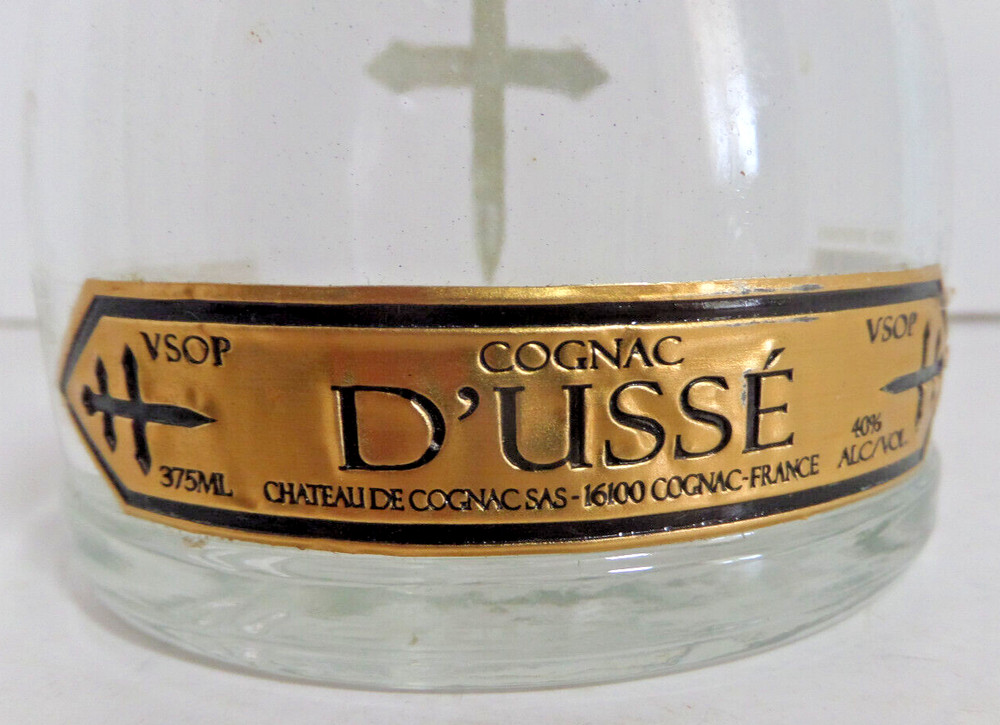 VSOP
VSOP
COGNAC
D'USSÉ
40%
ALC/VOL
375ML
CHATEAU DE COGNAC SAS - 16100 COGNAC-FRANCE